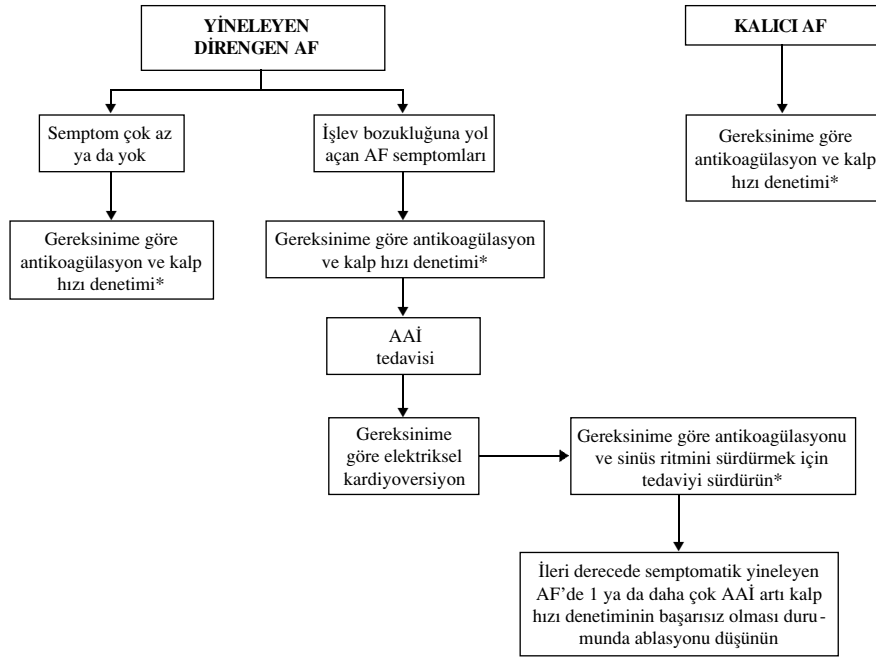 YİNELEYEN
DİRENGEN AF
KALICI AF
Semptom çok az
ya da yok
İşlev bozukluğuna yol
açan AF semptomları
Gereksinime göre
antikoagülasyon ve kalp
hızı denetimi*
Gereksinime göre
antikoagülasyon ve kalp
hızı denetimi*
Gereksinime göre antikoagülasyon
ve kalp hızı denetimi*
AAİ
tedavisi
Gereksinime
göre elektriksel
kardiyoversiyon
Gereksinime göre antikoagülasyonu
ve sinüs ritmini sürdürmek için
tedaviyi sürdürün*
İleri derecede semptomatik yineleyen
AF'de 1 ya da daha çok AAİ artı kalp
hızı denetiminin başarısız olması duru-
munda ablasyonu düşünün